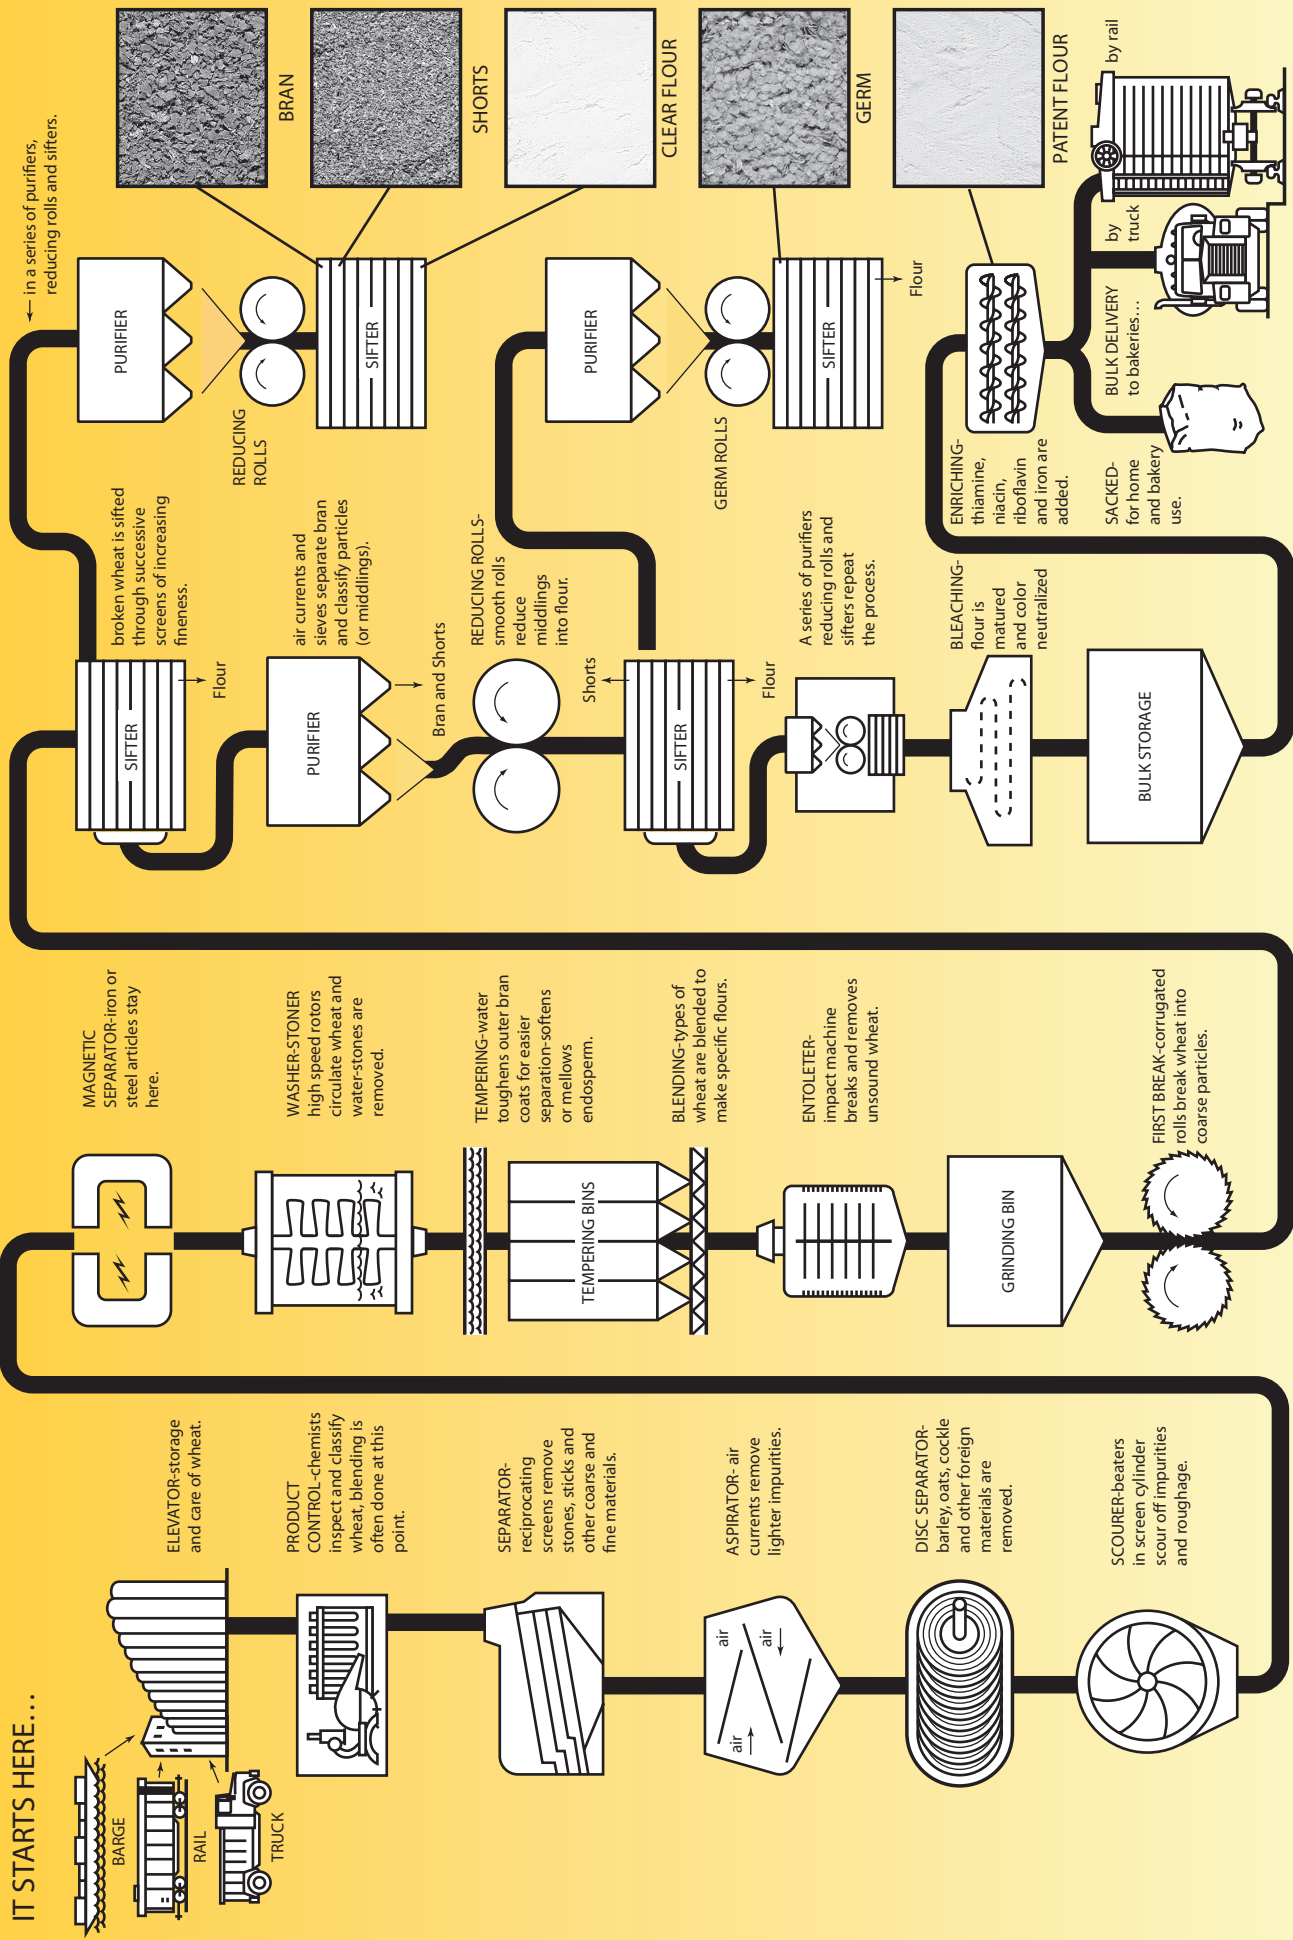 IT STARTS HERE...
BARGE
RAIL
TRUCK
ELEVATOR-storage
and care of wheat.
PRODUCT
CONTROL-chemists
inspect and classify
wheat, blending is
often done at this
point.
SEPARATOR-
reciprocating
screens remove
stones, sticks and
other coarse and
fine materials.
air
air
air
ASPIRATOR- air
currents remove
lighter impurities.
DISC SEPARATOR-
barley, oats, cockle
and other foreign
materials are
removed.
SCOURER-beaters
in screen cylinder
scour off impurities
and roughage.
MAGNETIC
SEPARATOR-iron or
steel articles stay
here.
WASHER-STONER
high speed rotors
circulate wheat and
water-stones are
removed.
TEMPERING BINS
TEMPERING-water
toughens outer bran
coats for easier
separation-softens
or mellows
endosperm.
BLENDING-types of
wheat are blended to
make specific flours.
ENTOLETER-
impact machine
breaks and removes
unsound wheat.
GRINDING BIN
FIRST BREAK-corrugated
rolls break wheat into
coarse particles.
SIFTER
Flour
broken wheat is sifted
through successive
screens of increasing
fineness.
PURIFIER
Bran and Shorts
air currents and
sieves separate bran
and classify particles
(or middlings).
REDUCING ROLLS-
smooth rolls
reduce
middlings
into flour.
Shorts
SIFTER
Flour
A series of purifiers
reducing rolls and
sifters repeat
the process.
BLEACHING-
flour is
matured
and color
neutralized
BULK STORAGE
in a series of purifiers,
reducing rolls and sifters.
PURIFIER
REDUCING
ROLLS
SIFTER
BRAN
SHORTS
CLEAR FLOUR
PURIFIER
GERM ROLLS
SIFTER
Flour
GERM
ENRICHING-
thiamine,
niacin,
riboflavin
and iron are
added.
PATENT FLOUR
SACKED-
for home
and bakery
use.
BULK DELIVERY
to bakeries...
by
truck
by rail